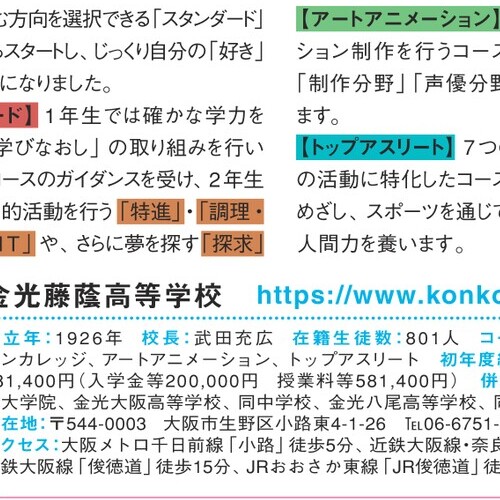 む方向を選択できる「スタンダード」
らスタートし、じっくり自分の「好き」
になりました。
ード】１年生では確かな学力を
学びなおし」の取り組みを行い
コースのガイダンスを受け、２年生
的活動を行う「特進」・「調理・
IT」や、さらに夢を探す「探求」
【アートアニメーション】
ション制作を行うコース
「制作分野」「声優分野
ます。
【トップアスリート】７つの
の活動に特化したコース
めざし、スポーツを通じて
人間力を養います。
金光藤蔭高等学校 https://www.konko
立年：1926年 校長：武田充広 在籍生徒数：801人 コー
ンカレッジ、アートアニメーション、トップアスリート 初年度納
81,400円（入学金等200,000円 授業料等581,400円） 併
大学院、金光大阪高等学校、同中学校、金光八尾高等学校、同
在地：〒544-0003 大阪市生野区小路東4-1-26 TEL06-6751-
クセス：大阪メトロ千日前線「小路」徒歩5分、近鉄大阪線・奈良
鉄大阪線「俊徳道」徒歩15分、JRおおさか東線「JR俊徳道」徒